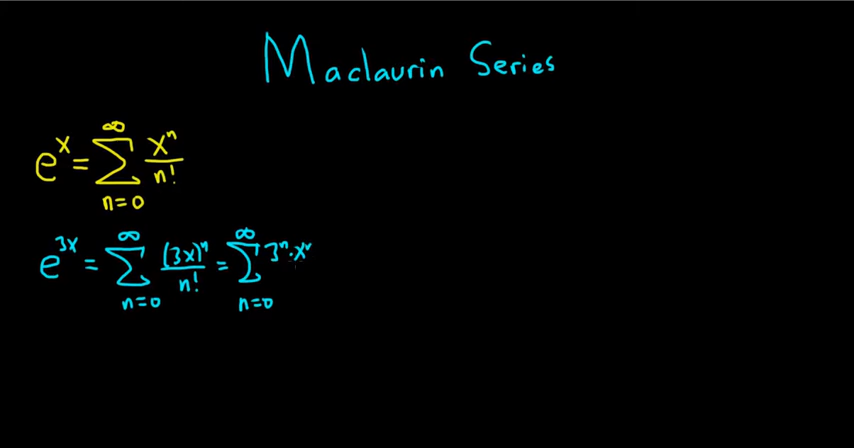 Maclaurin Series
e^x = ∑_{n=0}^{∞} x^n / n!
e^{3x} = ∑_{n=0}^{∞} (3x)^n / n! = ∑_{n=0}^{∞} 3^n · x^n